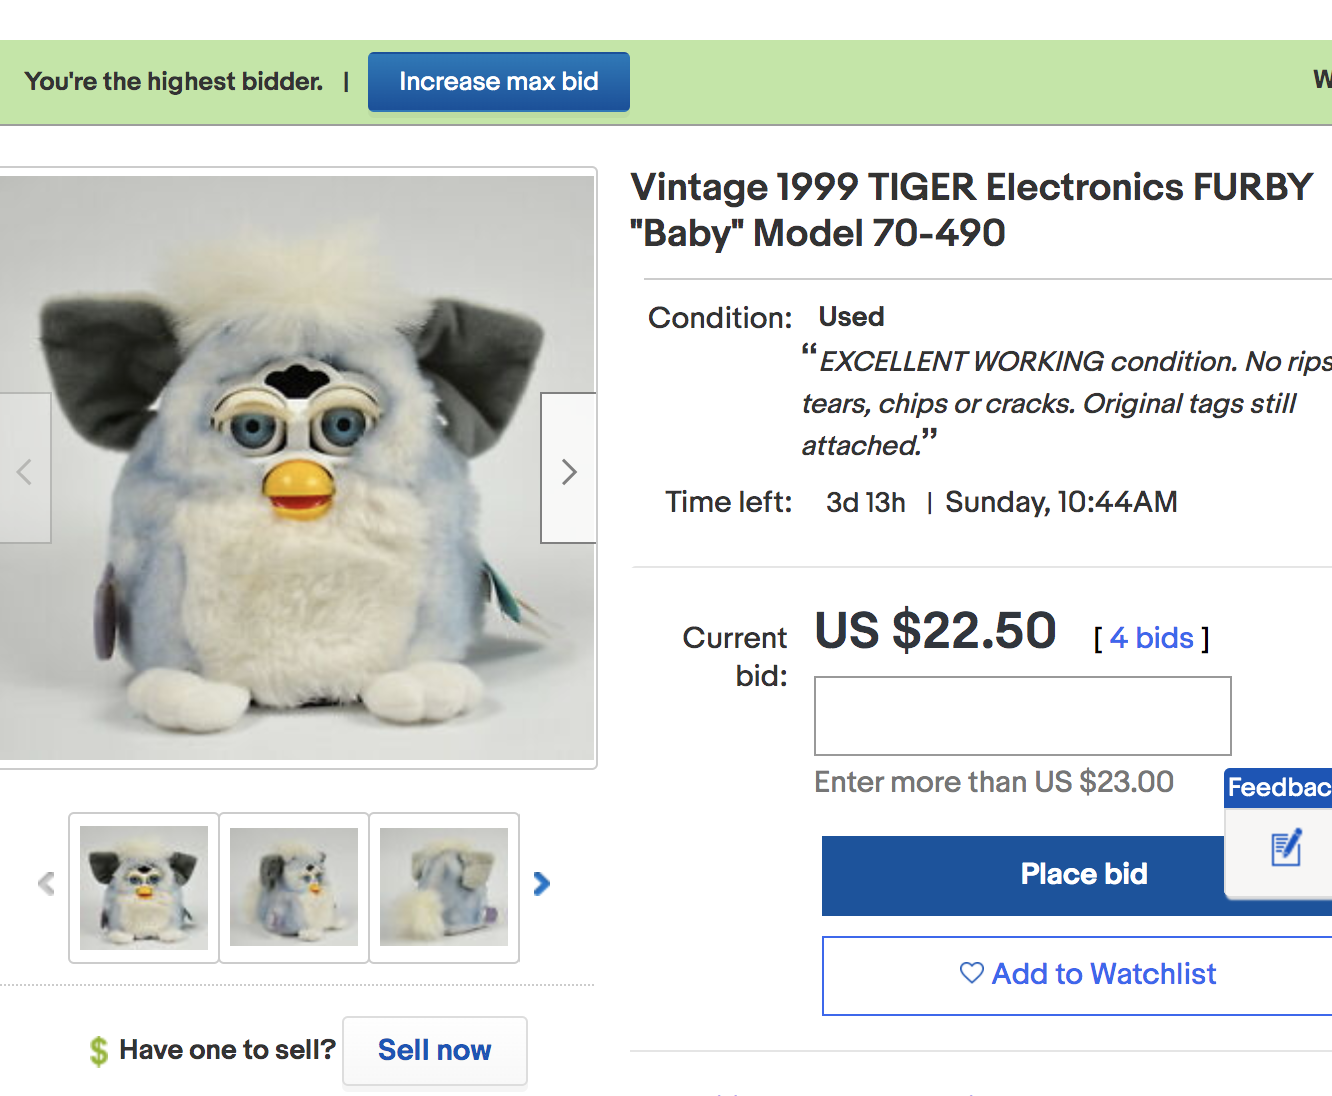 You're the highest bidder. | Increase max bid
Vintage 1999 TIGER Electronics FURBY
"Baby" Model 70-490
Condition: Used
“EXCELLENT WORKING condition. No rips
tears, chips or cracks. Original tags still
attached.”
Time left: 3d 13h | Sunday, 10:44AM
Current bid: US $22.50 [ 4 bids ]
Enter more than US $23.00
Feedbac
Place bid
Add to Watchlist
$ Have one to sell? Sell now